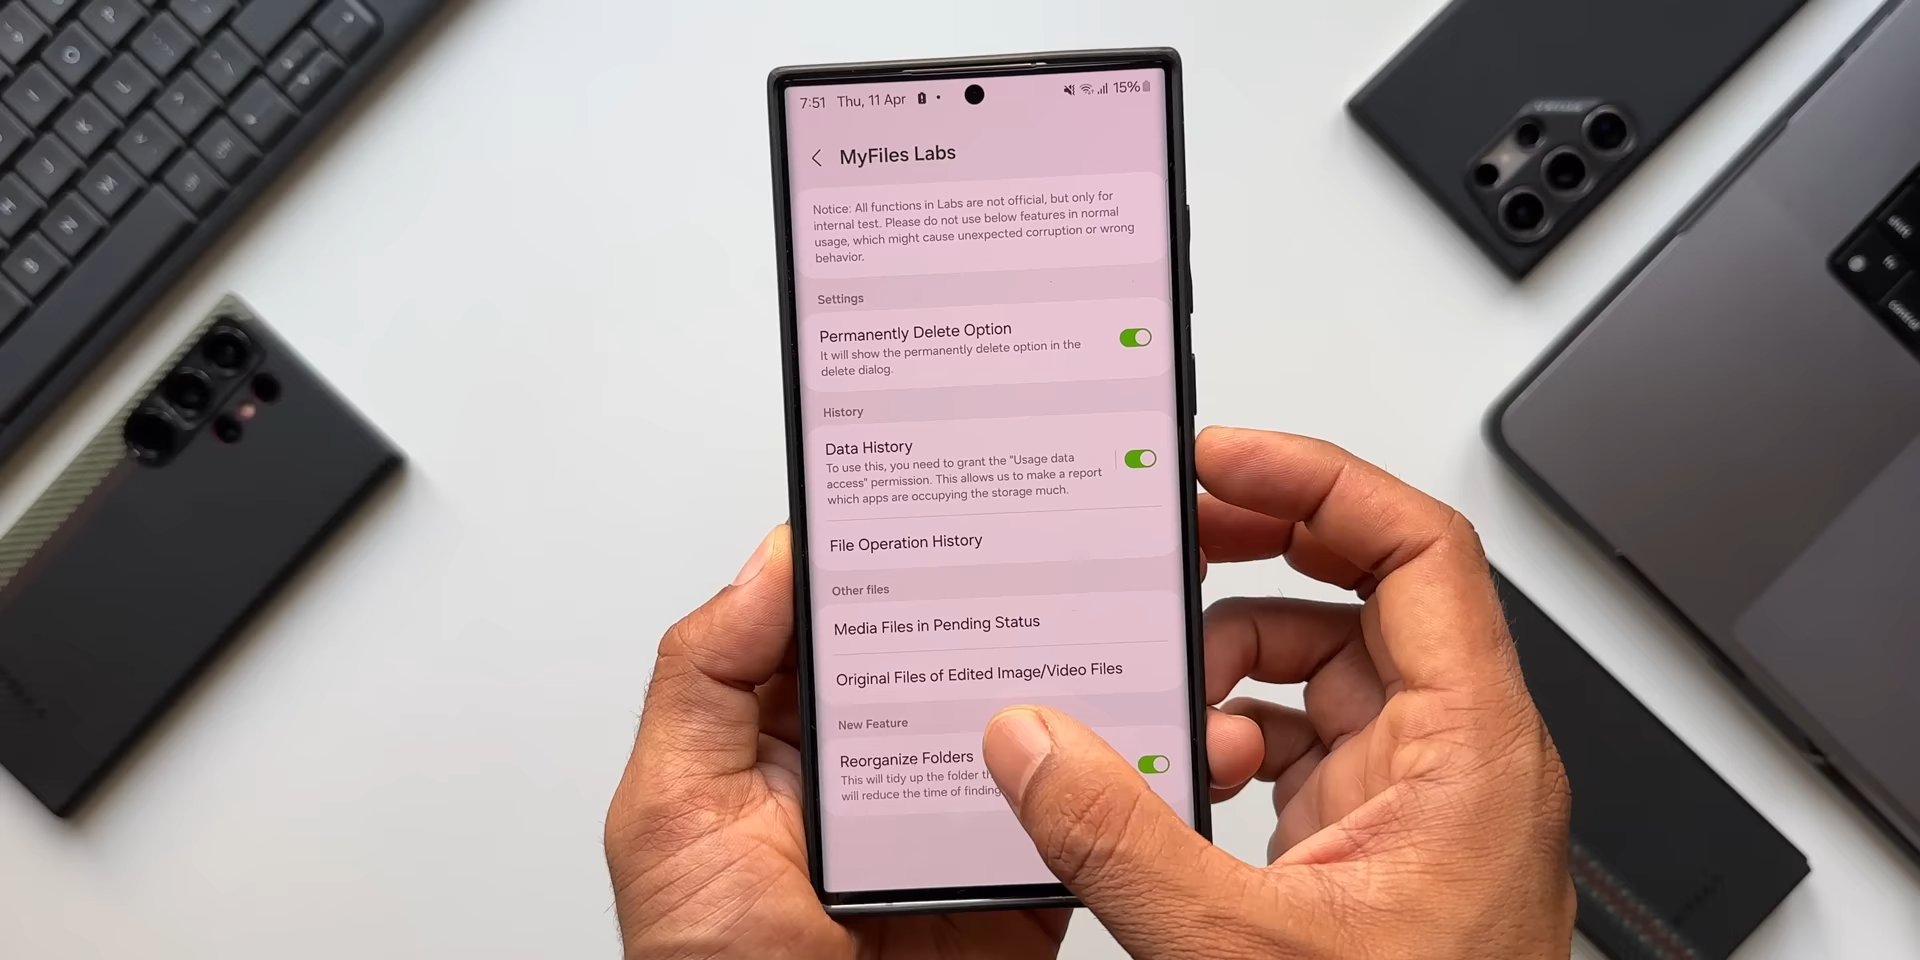 7:51 Thu, 11 Apr 15%
MyFiles Labs
Notice: All functions in Labs are not official, but only for
internal test. Please do not use below features in normal
usage, which might cause unexpected corruption or wrong
behavior.
Settings
Permanently Delete Option
It will show the permanently delete option in the
delete dialog.
History
Data History
To use this, you need to grant the "Usage data
access" permission. This allows us to make a report
which apps are occupying the storage much.
File Operation History
Other files
Media Files in Pending Status
Original Files of Edited Image/Video Files
New Feature
Reorganize Folders
This will tidy up the folder
will reduce the time of finding
shift
fn
control